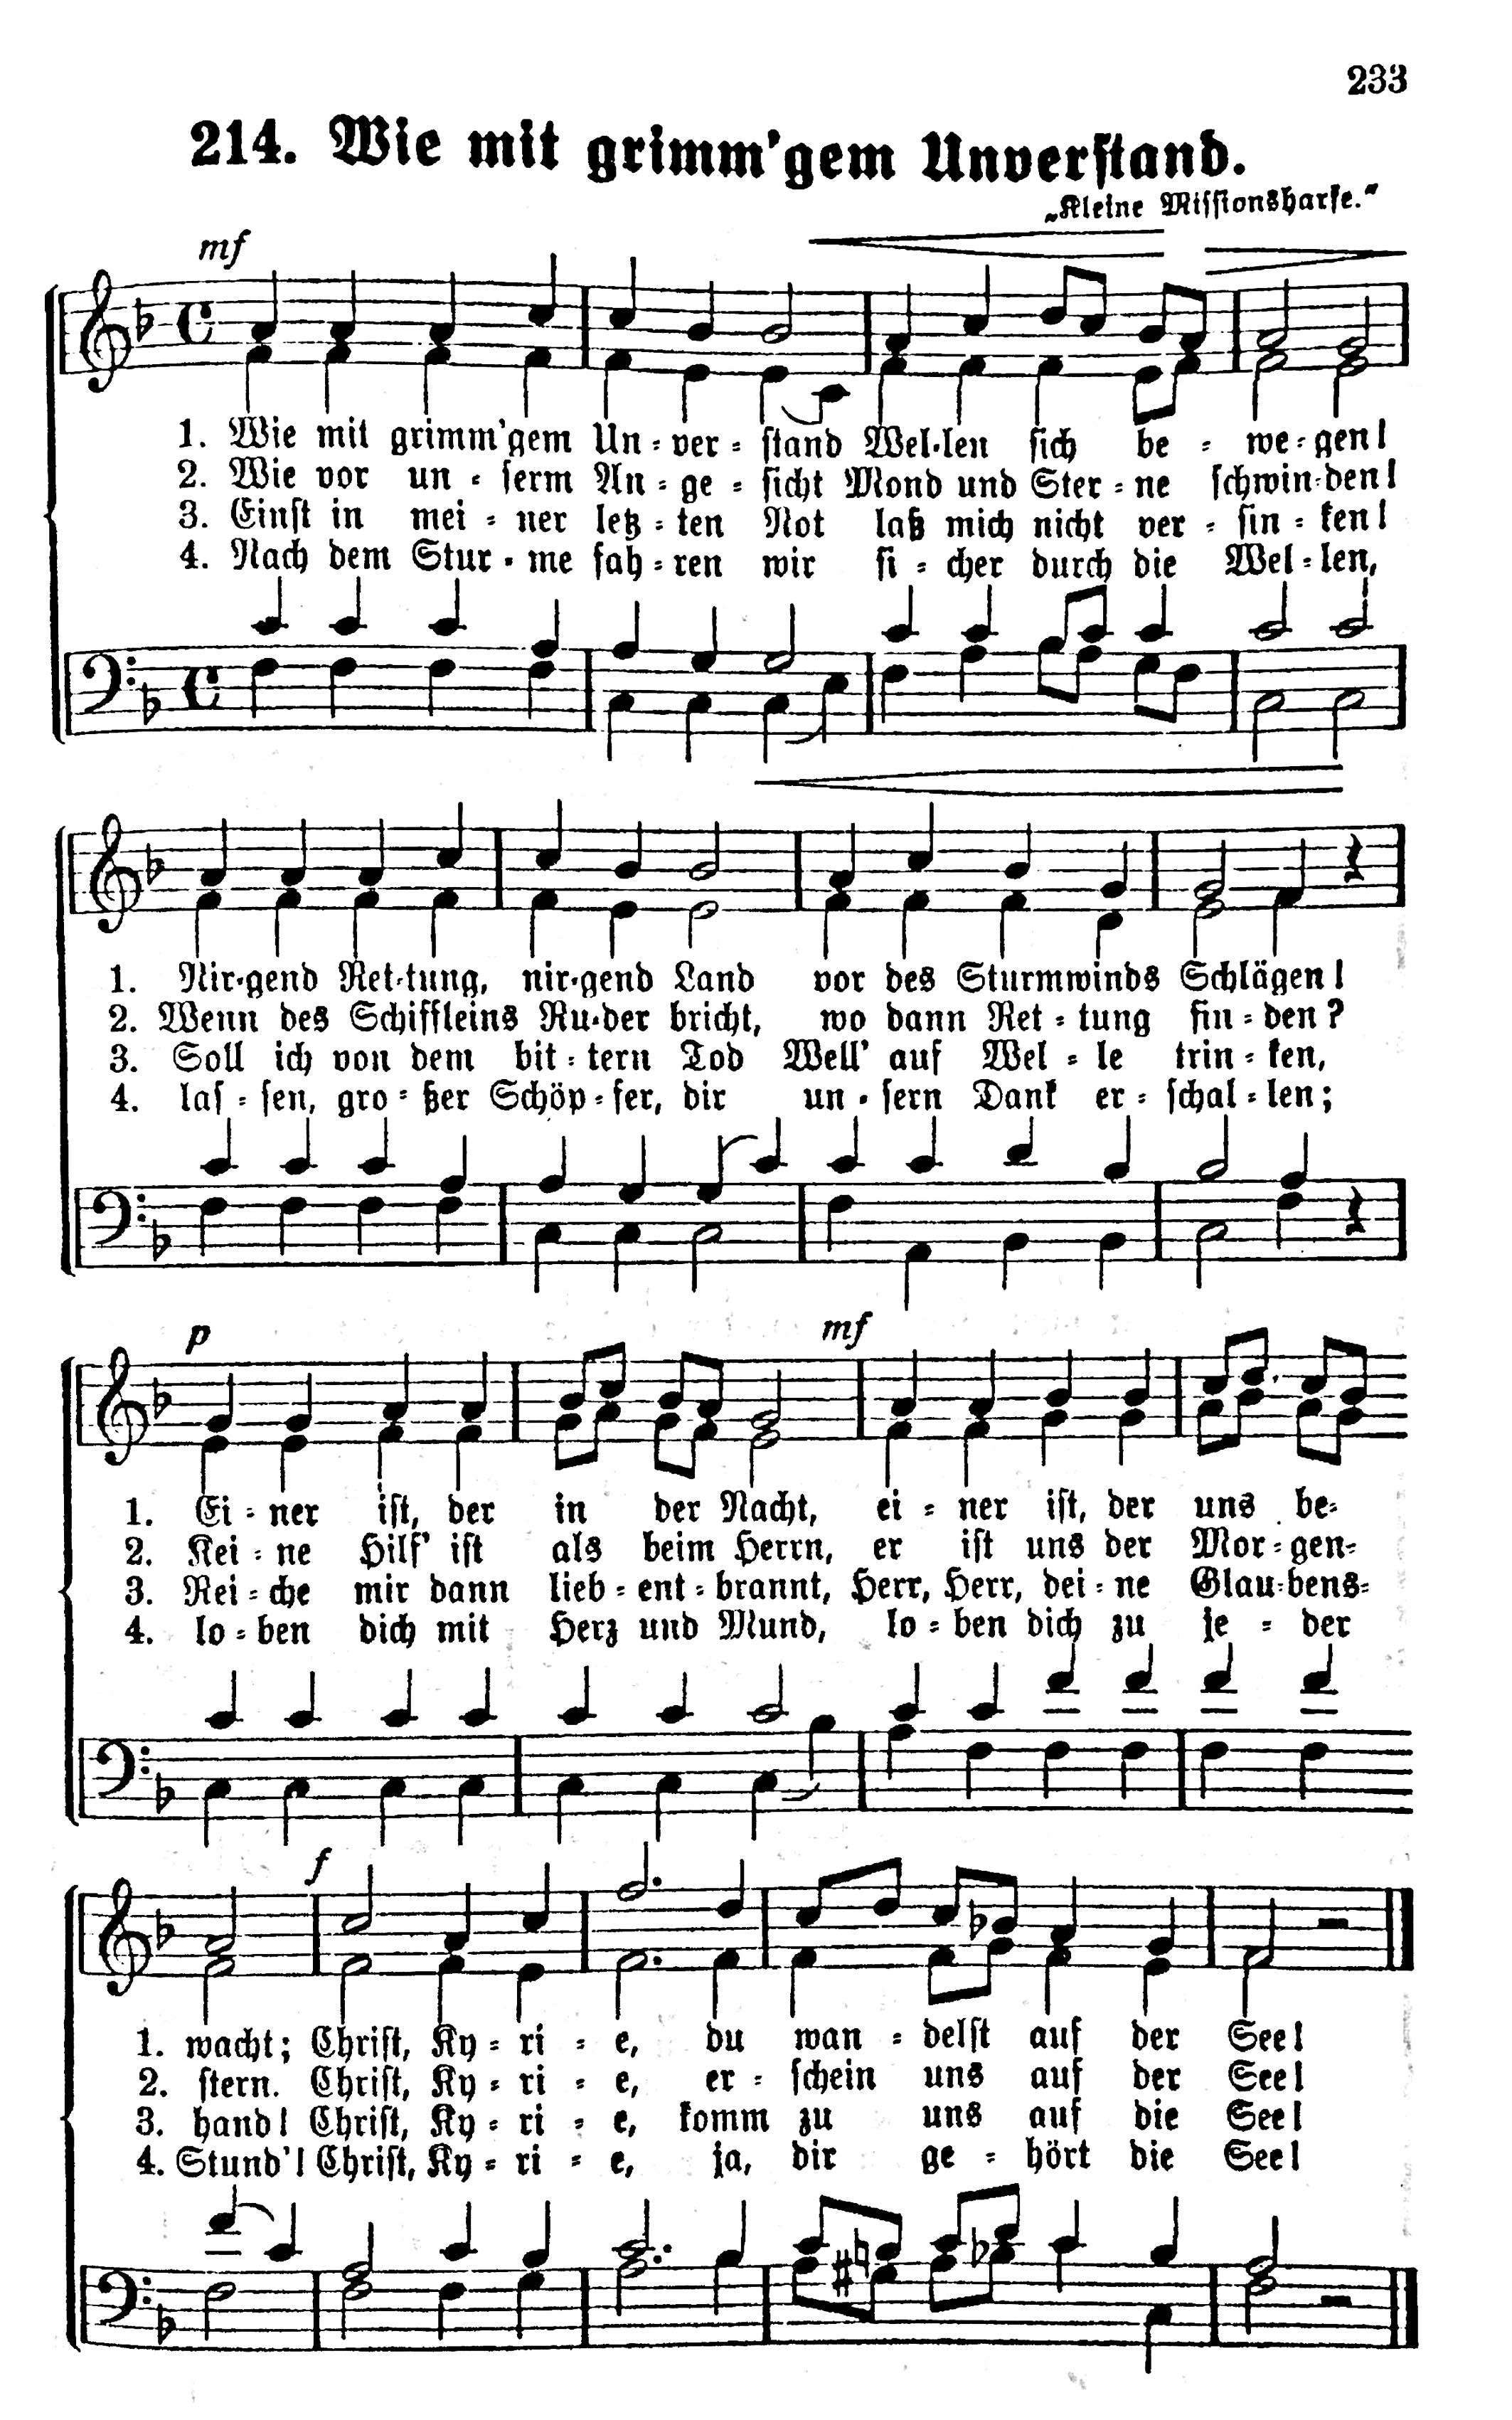 233
214. Wie mit grimm'gem Unverstand.
„Kleine Missionsharfe.“
mf
1. Wie mit grimm'gem Un-ver-stand Wel-len sich be-we-gen!
2. Wie vor un-serm An-ge-sicht Mond und Ster-ne schwin-den!
3. Einst in mei-ner letz-ten Not laß mich nicht ver-sin-ken!
4. Nach dem Stur-me fah-ren wir si-cher durch die Wel-len,
1. Nir-gend Ret-tung, nir-gend Land vor des Sturmwinds Schlägen!
2. Wenn des Schiffleins Ru-der bricht, wo dann Ret-tung fin-den?
3. Soll ich von dem bit-tern Tod Well' auf Wel-le trin-ken,
4. las-sen, gro-ßer Schöp-fer, dir un-sern Dank er-schal-len;
p mf
1. Ei-ner ist, der in der Nacht, ei-ner ist, der uns be-
2. Kei-ne Hilf' ist als beim Herrn, er ist uns der Mor-gen-
3. Rei-che mir dann lieb-ent-brannt, Herr, Herr, dei-ne Glau-bens-
4. lo-ben dich mit Herz und Mund, lo-ben dich zu je-der
f
1. wacht; Christ, Ky-ri-e, du wan-delst auf der See!
2. stern. Christ, Ky-ri-e, er-schein uns auf der See!
3. hand! Christ, Ky-ri-e, komm zu uns auf die See!
4. Stund'! Christ, Ky-ri-e, ja, dir ge-hört die See!